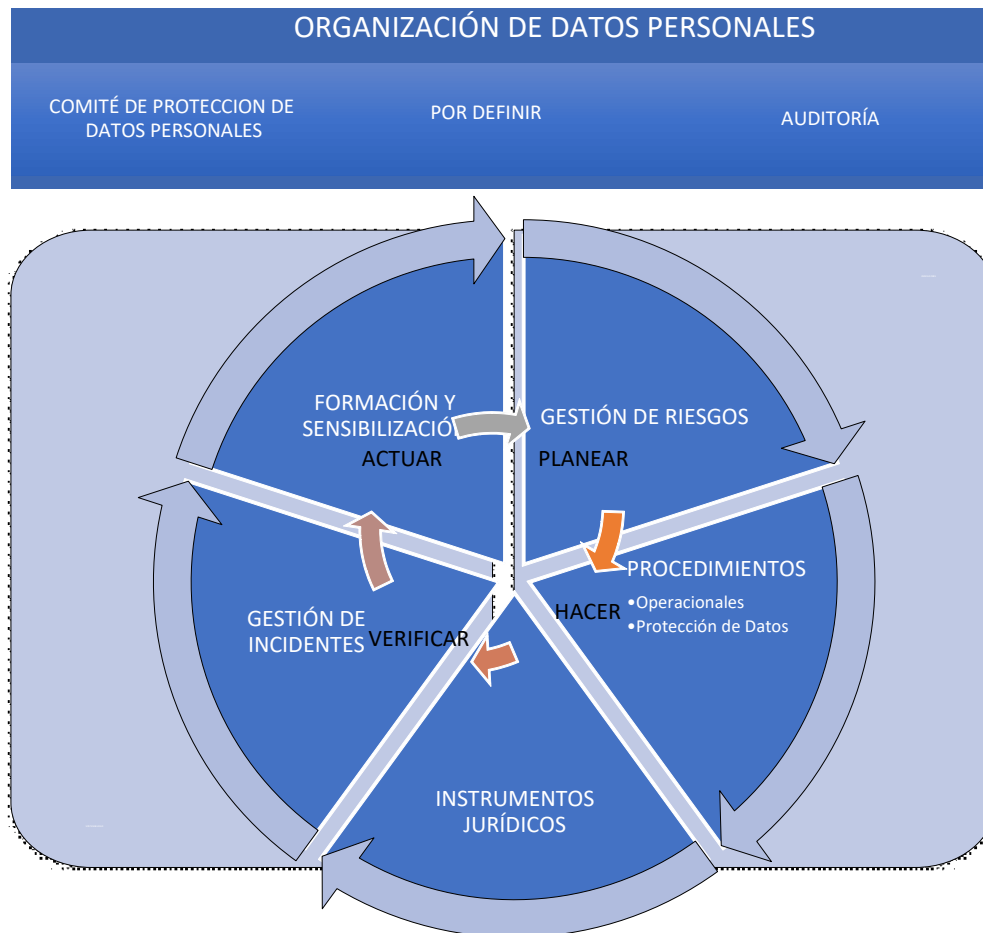 ORGANIZACIÓN DE DATOS PERSONALES
COMITÉ DE PROTECCION DE
DATOS PERSONALES
POR DEFINIR
AUDITORÍA
FORMACIÓN Y
SENSIBILIZACIÓ
ACTUAR
GESTIÓN DE RIESGOS
PLANEAR
PROCEDIMIENTOS
•Operacionales
•Protección de Datos
HACER
GESTIÓN DE
INCIDENTES
VERIFICAR
INSTRUMENTOS
JURÍDICOS